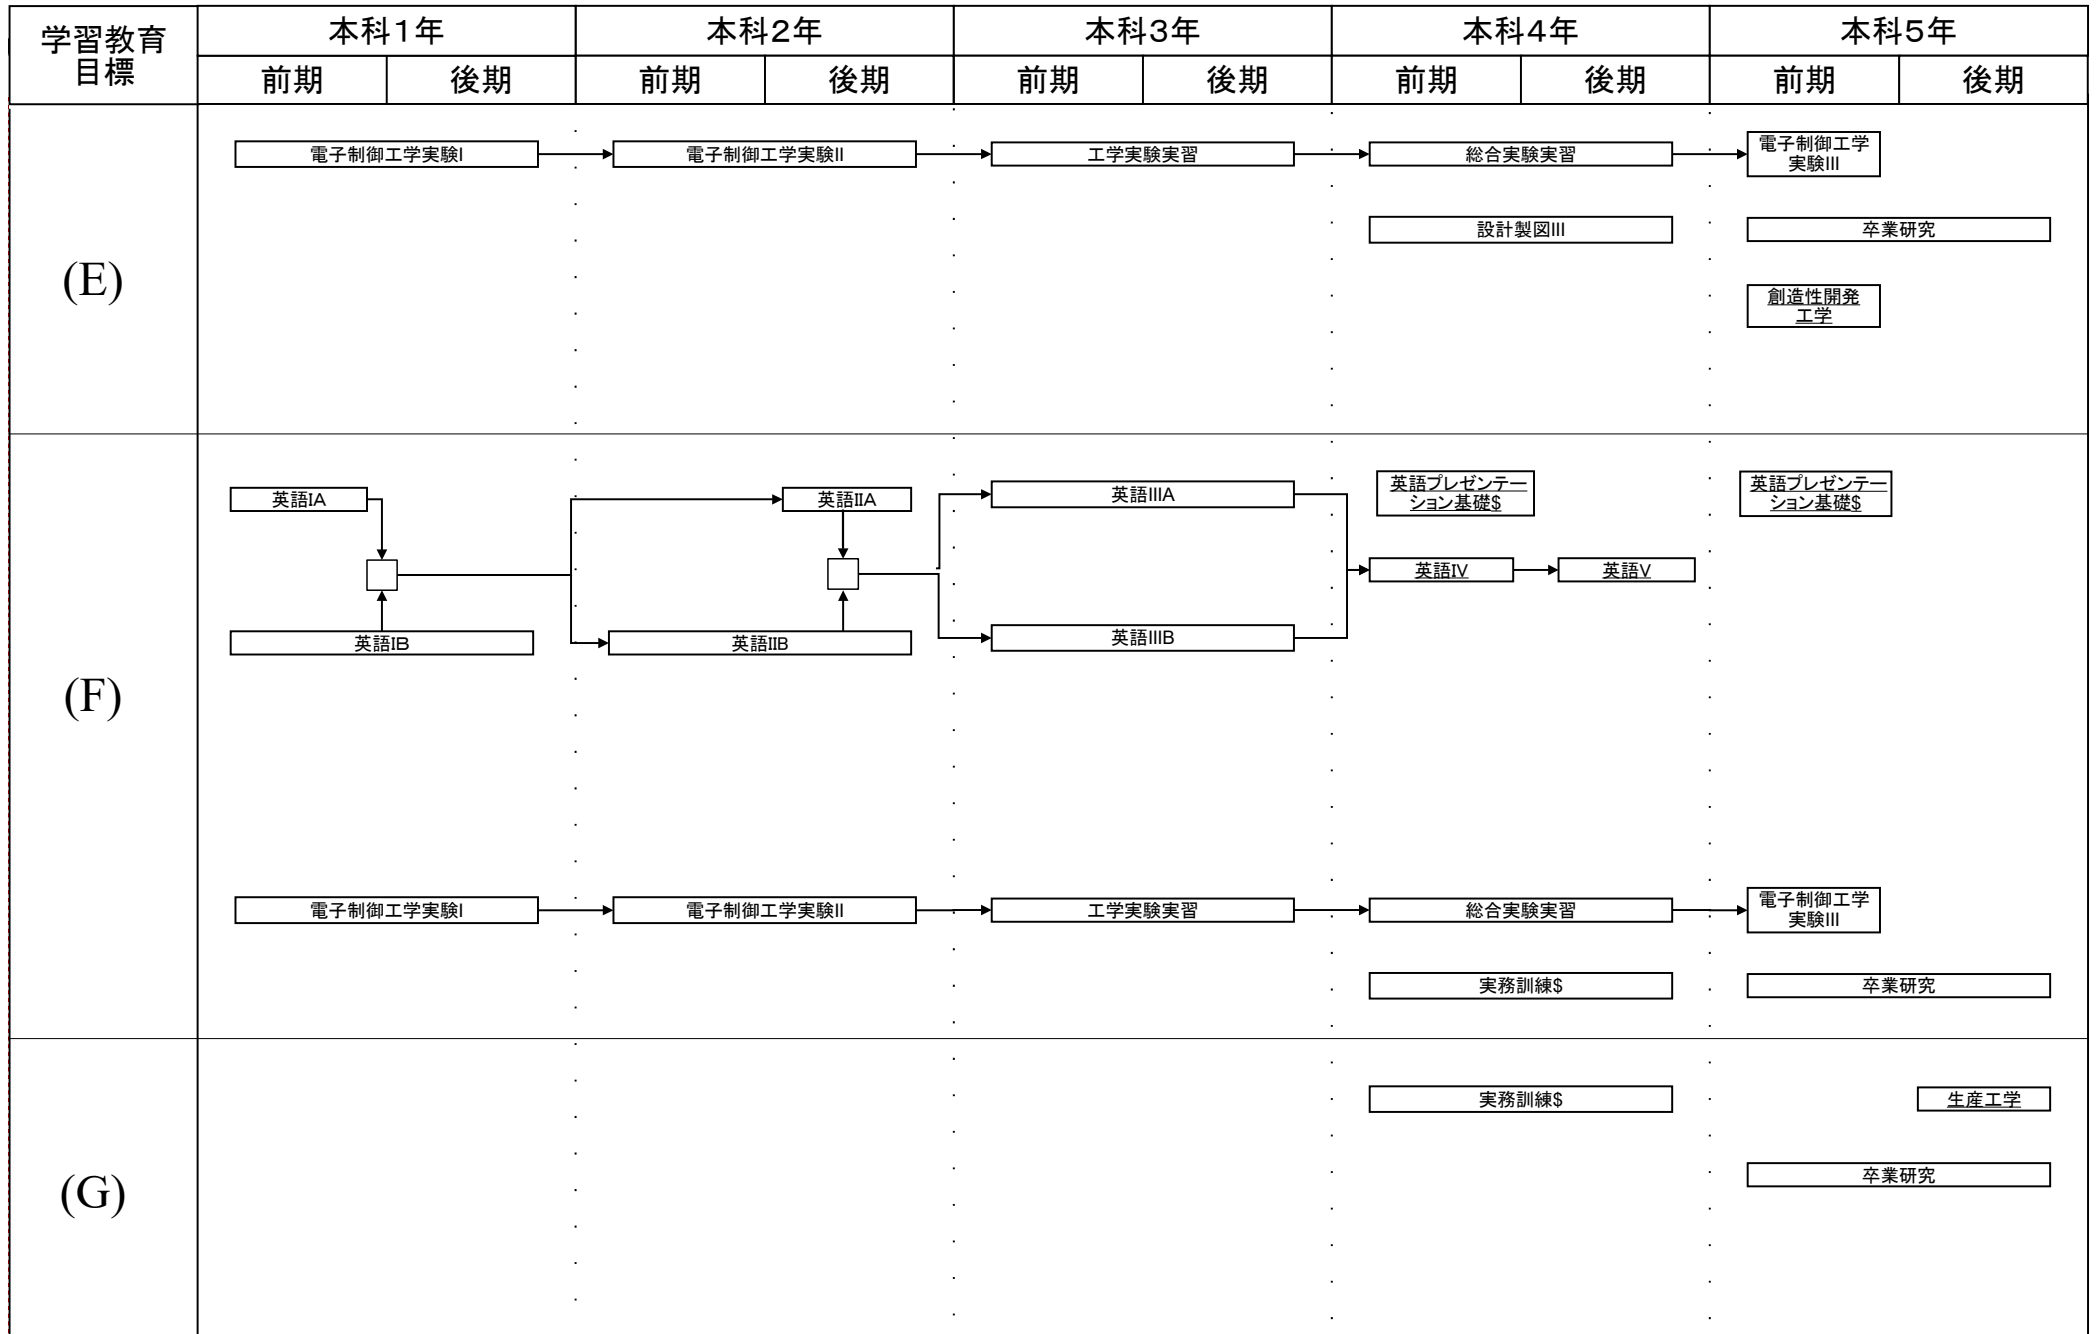 学習教育
目標
本科1年
本科2年
本科3年
本科4年
本科5年
前期
後期
前期
後期
前期
後期
前期
後期
前期
後期
(E)
電子制御工学実験I
電子制御工学実験II
工学実験実習
総合実験実習
電子制御工学
実験III
設計製図III
卒業研究
創造性開発
工学
(F)
英語IA
英語IIA
英語IIIA
英語プレゼンテー
ション基礎$
英語プレゼンテー
ション基礎$
英語IV
英語V
英語IB
英語IIB
英語IIIB
電子制御工学実験I
電子制御工学実験II
工学実験実習
総合実験実習
電子制御工学
実験III
実務訓練$
卒業研究
(G)
実務訓練$
生産工学
卒業研究